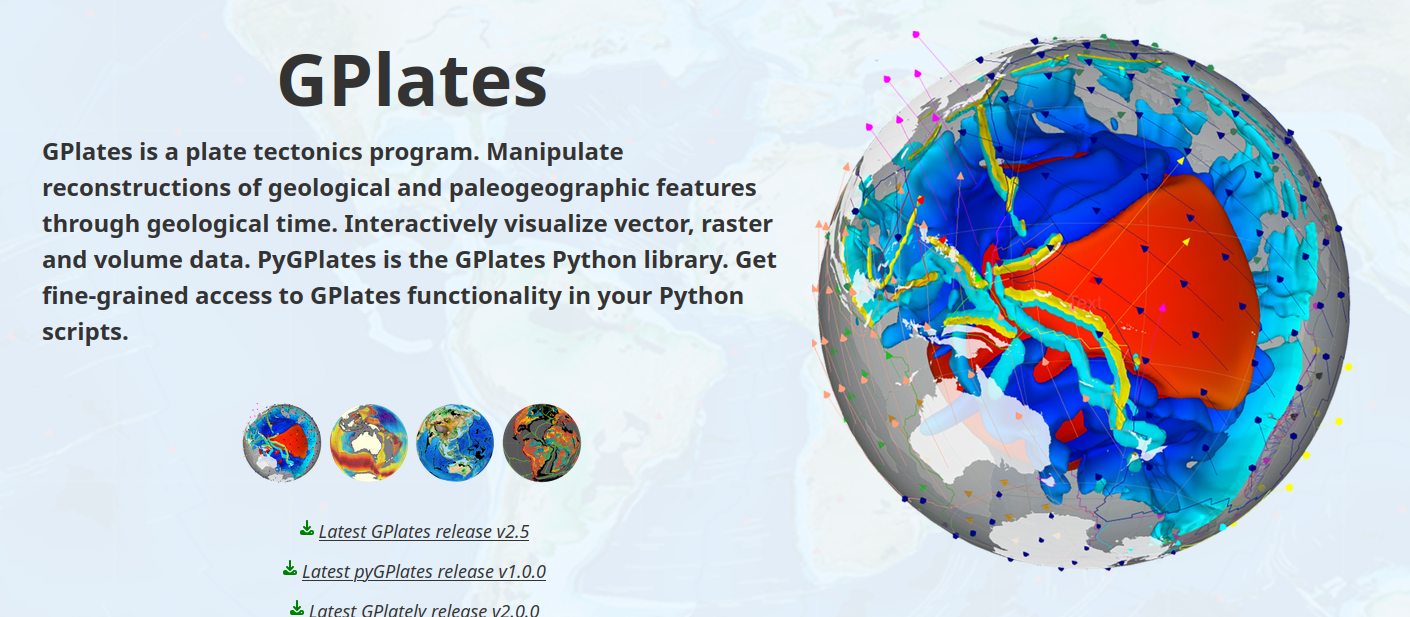 GPlates
GPlates is a plate tectonics program. Manipulate
reconstructions of geological and paleogeographic features
through geological time. Interactively visualize vector, raster
and volume data. PyGPlates is the GPlates Python library. Get
fine-grained access to GPlates functionality in your Python
scripts.
Text
Latest GPlates release v2.5
Latest pyGPlates release v1.0.0
Latest GPlately release v2.0.0